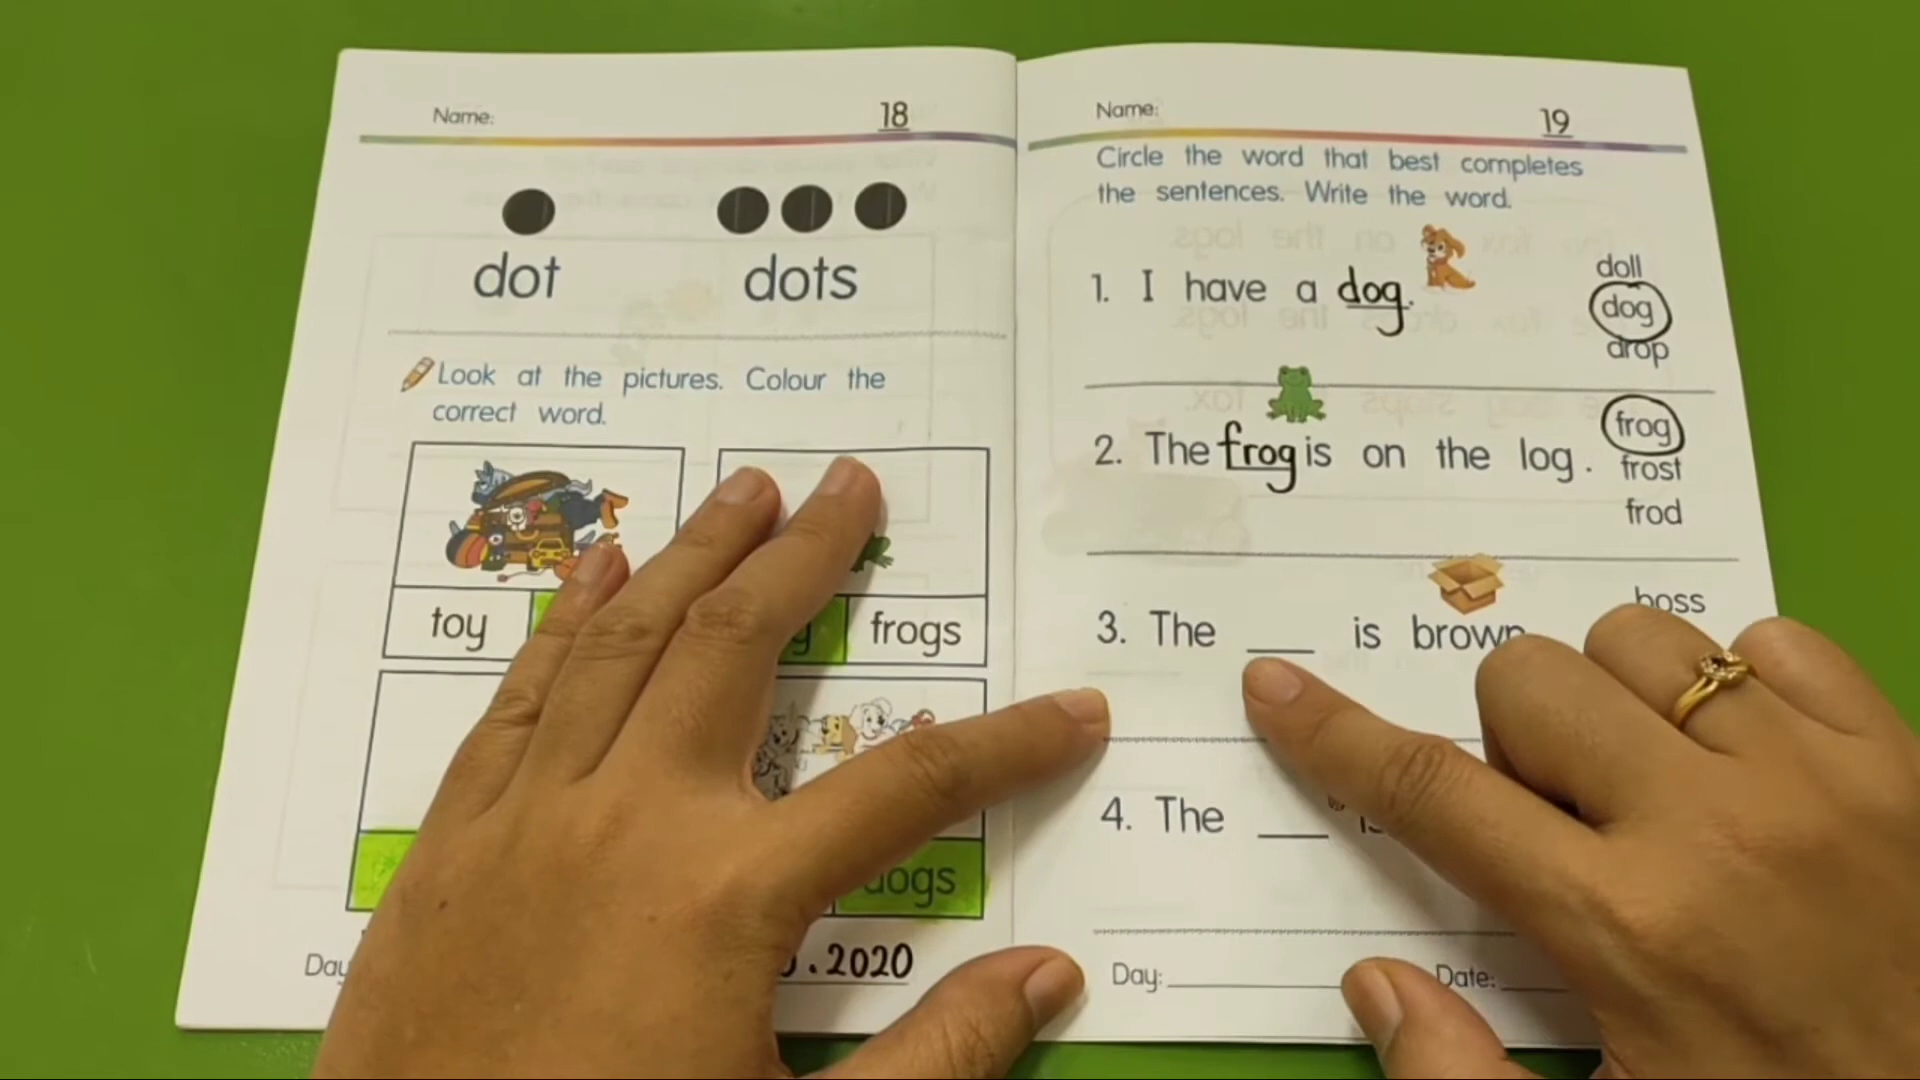 Name:
18
dot
dots
Look at the pictures. Colour the
correct word.
toy
frogs
dogs
Day
.2020
Name:
19
Circle the word that best completes
the sentences. Write the word.
1. I have a dog.
doll
dog
drop
2. The frog is on the log.
frog
frost
frod
3. The ___ is brown
boss
4. The ___ is
Day:
Date: